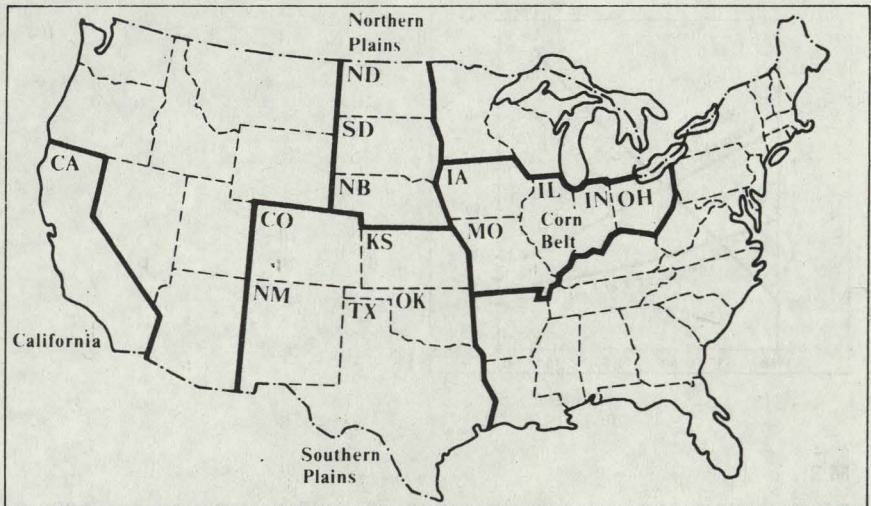 Northern
Plains
ND
SD
NB
CA
IA
IL
IN
OH
Corn
Belt
MO
CO
KS
NM
TX
OK
California
Southern
Plains